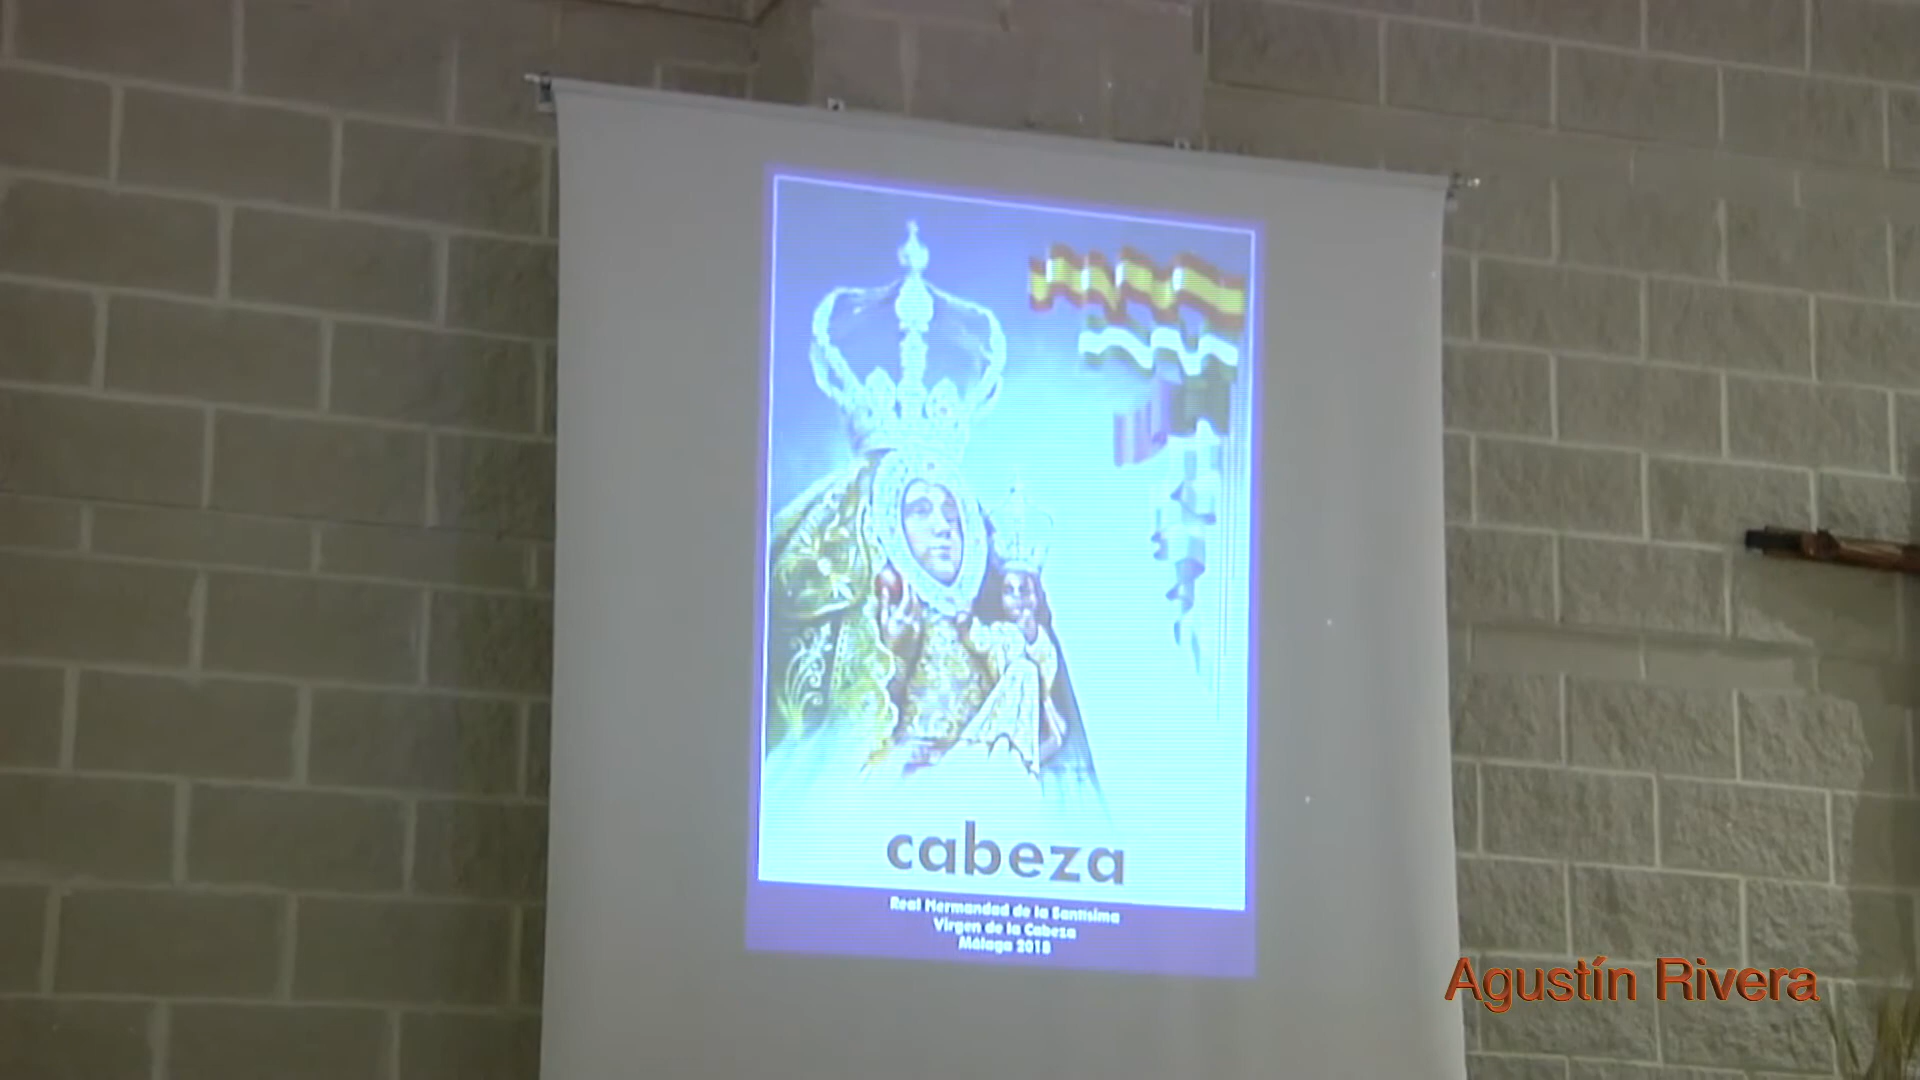 cabeza
Real Hermandad de la Santísima
Virgen de la Cabeza
Málaga 2018
Agustín Rivera